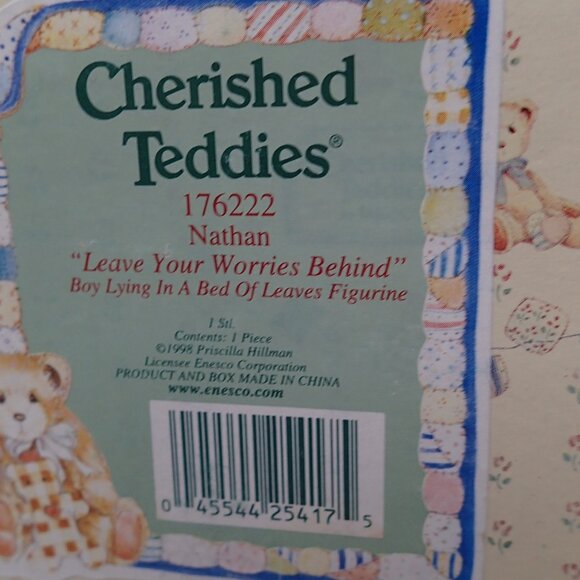 Cherished
Teddies®
176222
Nathan
"Leave Your Worries Behind"
Boy Lying In A Bed Of Leaves Figurine
1 Stl.
Contents: 1 Piece
©1998 Priscilla Hillman
Licensee Enesco Corporation
PRODUCT AND BOX MADE IN CHINA
www.enesco.com
0 45544 25417 5